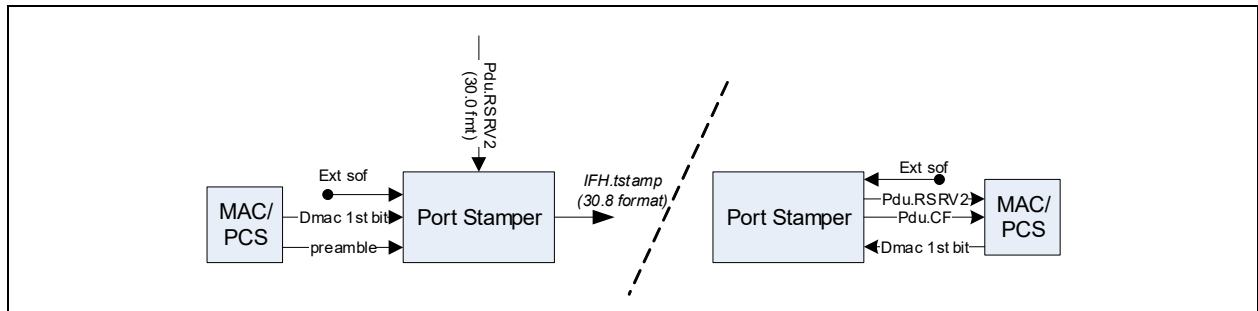 Pdu.RSRV2
(30.0 fmt)
Ext sof
MAC/
PCS
Dmac 1st bit
preamble
Port Stamper
IFH.tstamp
(30.8 format)
Port Stamper
Ext sof
Pdu.RSRV2
Pdu.CF
Dmac 1st bit
MAC/
PCS